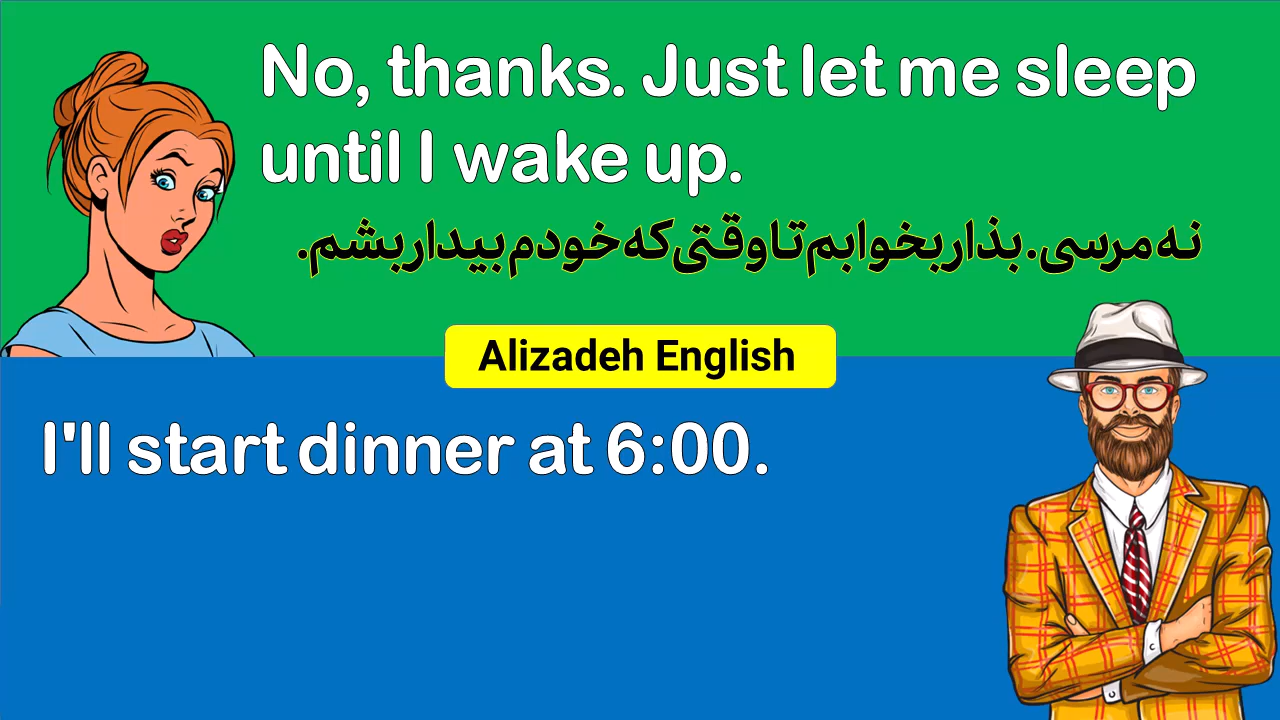 No, thanks. Just let me sleep
until I wake up.
نه مرسی. بذار بخوابم تا وقتی که خودم بیدار بشم.
Alizadeh English
I'll start dinner at 6:00.